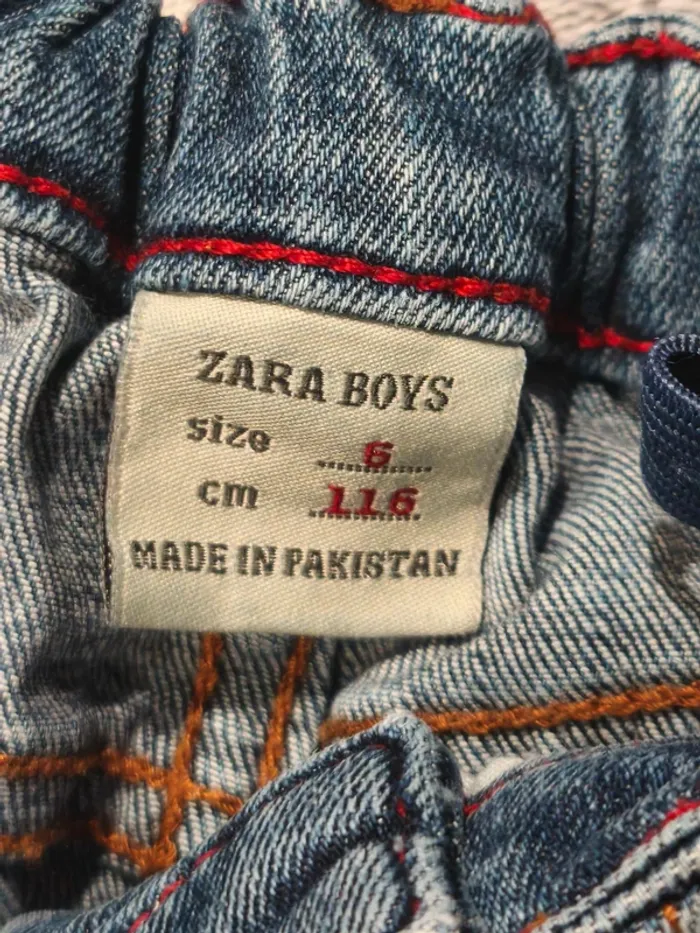 ZARA BOYS
size 6
cm 116
MADE IN PAKISTAN